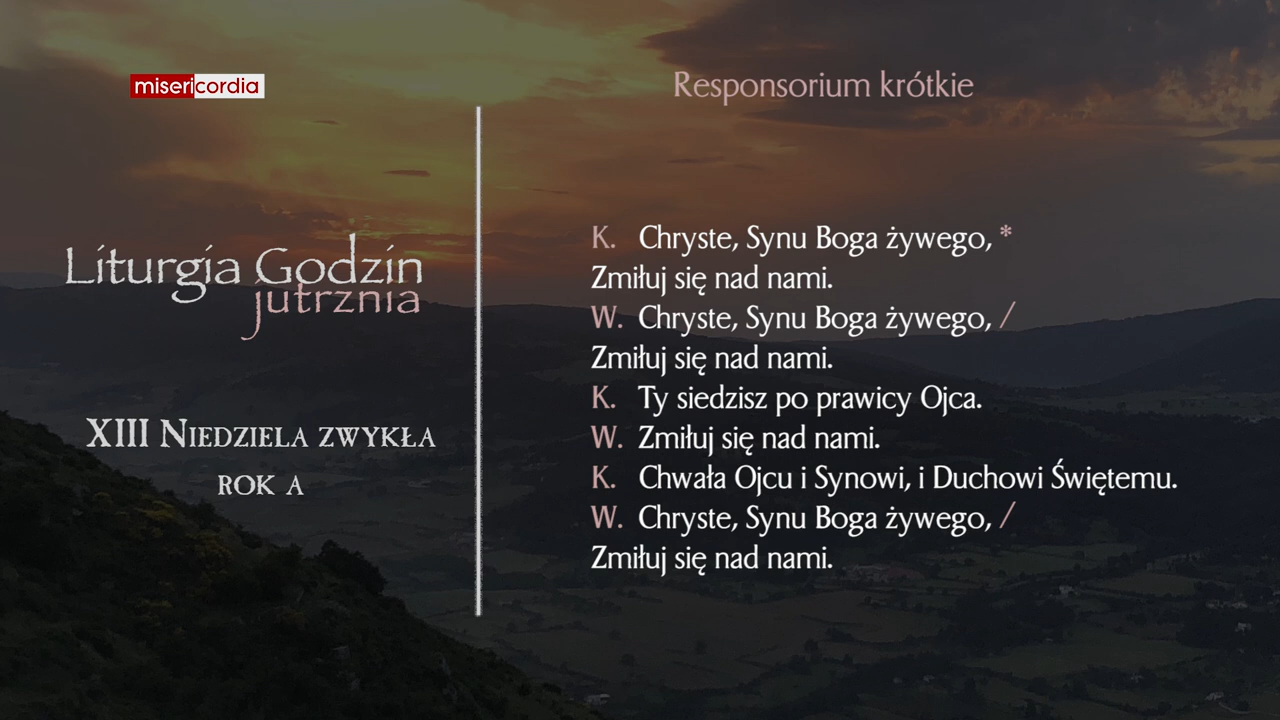 misericordia
Liturgia Godzin
jutrznia
XIII Niedziela zwykła
rok a
Responsorium krótkie
K. Chryste, Synu Boga żywego, *
Zmiłuj się nad nami.
W. Chryste, Synu Boga żywego, /
Zmiłuj się nad nami.
K. Ty siedzisz po prawicy Ojca.
W. Zmiłuj się nad nami.
K. Chwała Ojcu i Synowi, i Duchowi Świętemu.
W. Chryste, Synu Boga żywego, /
Zmiłuj się nad nami.